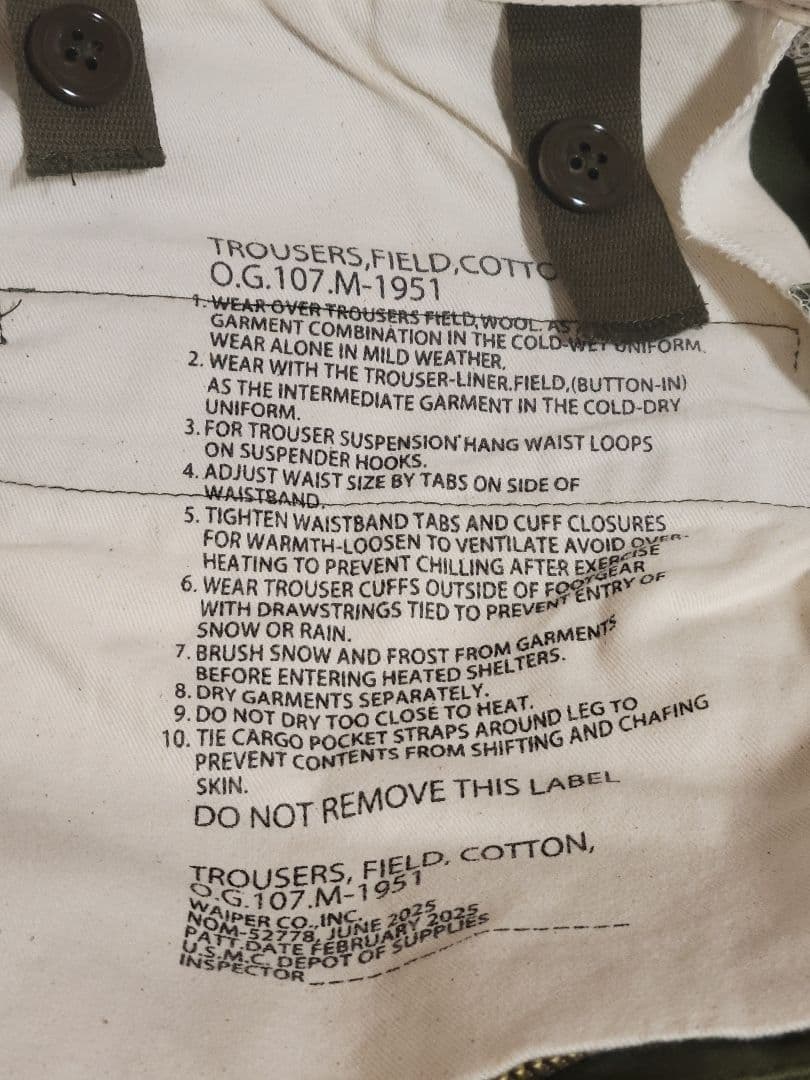 TROUSERS,FIELD,COTTO
O.G.107.M-1951
1. WEAR OVER TROUSERS FIELD,WOOL. AS
GARMENT COMBINATION IN THE COLD-WET UNIFORM.
WEAR ALONE IN MILD WEATHER,
2. WEAR WITH THE TROUSER-LINER.FIELD,(BUTTON-IN)
AS THE INTERMEDIATE GARMENT IN THE COLD-DRY
UNIFORM.
3. FOR TROUSER SUSPENSION HANG WAIST LOOPS
ON SUSPENDER HOOKS.
4. ADJUST WAIST SIZE BY TABS ON SIDE OF
WAISTBAND.
5. TIGHTEN WAISTBAND TABS AND CUFF CLOSURES
FOR WARMTH-LOOSEN TO VENTILATE AVOID OVER-
HEATING TO PREVENT CHILLING AFTER EXERCISE
6. WEAR TROUSER CUFFS OUTSIDE OF FOOTGEAR
WITH DRAWSTRINGS TIED TO PREVENT ENTRY OF
SNOW OR RAIN.
7. BRUSH SNOW AND FROST FROM GARMENTS
BEFORE ENTERING HEATED SHELTERS.
8. DRY GARMENTS SEPARATELY.
9. DO NOT DRY TOO CLOSE TO HEAT.
10. TIE CARGO POCKET STRAPS AROUND LEG TO
PREVENT CONTENTS FROM SHIFTING AND CHAFING
SKIN.
DO NOT REMOVE THIS LABEL
TROUSERS, FIELD, COTTON,
O.G.107.M-1951
WAIPER CO.,INC.
NOM-52778, JUNE 2025
PATT.DATE FEBRUARY 2025
U.S.M.C. DEPOT OF SUPPLIES
INSPECTOR